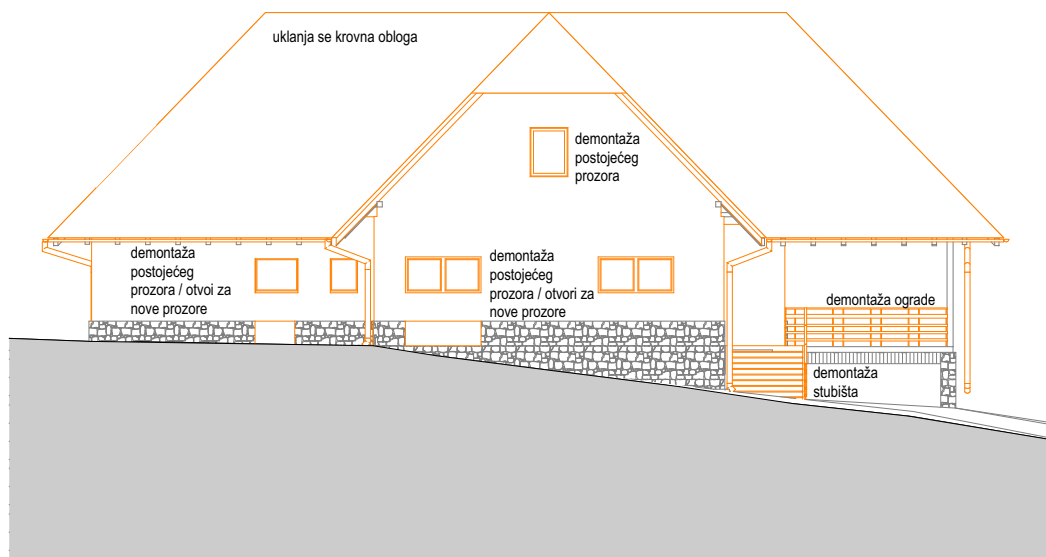 uklanja se krovna obloga
demontaža
postojećeg
prozora
demontaža
postojećeg
prozora / otvoi za
nove prozore
demontaža
postojećeg
prozora / otvori za
nove prozore
demontaža ograde
demontaža
stubišta